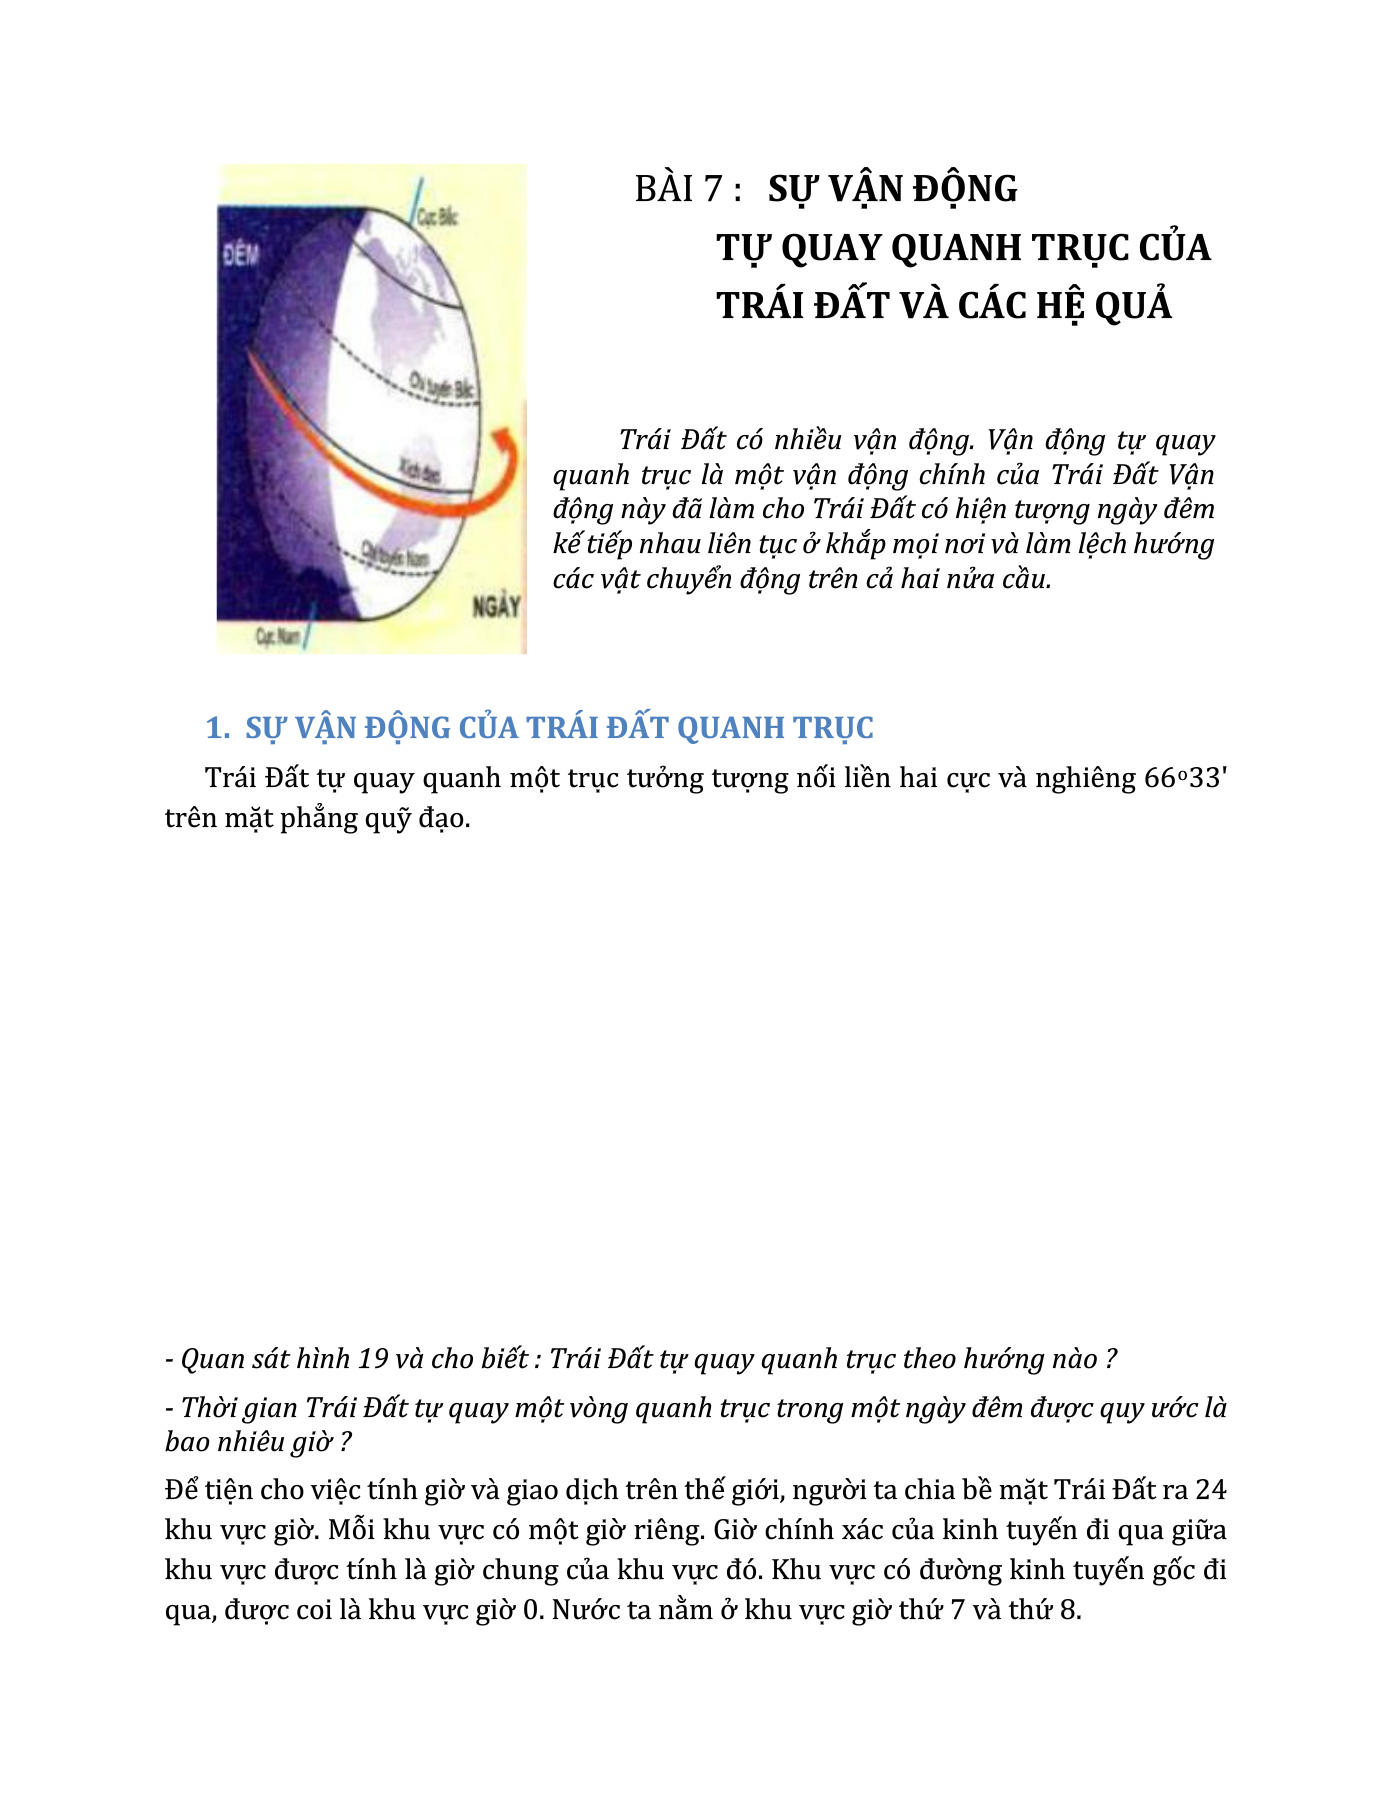 BÀI 7 : SỰ VẬN ĐỘNG
TỰ QUAY QUANH TRỤC CỦA
TRÁI ĐẤT VÀ CÁC HỆ QUẢ
Cực Bắc
ĐÊM
Chí tuyến Bắc
Xích đạo
Chí tuyến Nam
NGÀY
Cực Nam
Trái Đất có nhiều vận động. Vận động tự quay
quanh trục là một vận động chính của Trái Đất Vận
động này đã làm cho Trái Đất có hiện tượng ngày đêm
kế tiếp nhau liên tục ở khắp mọi nơi và làm lệch hướng
các vật chuyển động trên cả hai nửa cầu.
1. SỰ VẬN ĐỘNG CỦA TRÁI ĐẤT QUANH TRỤC
Trái Đất tự quay quanh một trục tưởng tượng nối liền hai cực và nghiêng 66º33'
trên mặt phẳng quỹ đạo.
- Quan sát hình 19 và cho biết : Trái Đất tự quay quanh trục theo hướng nào ?
- Thời gian Trái Đất tự quay một vòng quanh trục trong một ngày đêm được quy ước là
bao nhiêu giờ ?
Để tiện cho việc tính giờ và giao dịch trên thế giới, người ta chia bề mặt Trái Đất ra 24
khu vực giờ. Mỗi khu vực có một giờ riêng. Giờ chính xác của kinh tuyến đi qua giữa
khu vực được tính là giờ chung của khu vực đó. Khu vực có đường kinh tuyến gốc đi
qua, được coi là khu vực giờ 0. Nước ta nằm ở khu vực giờ thứ 7 và thứ 8.